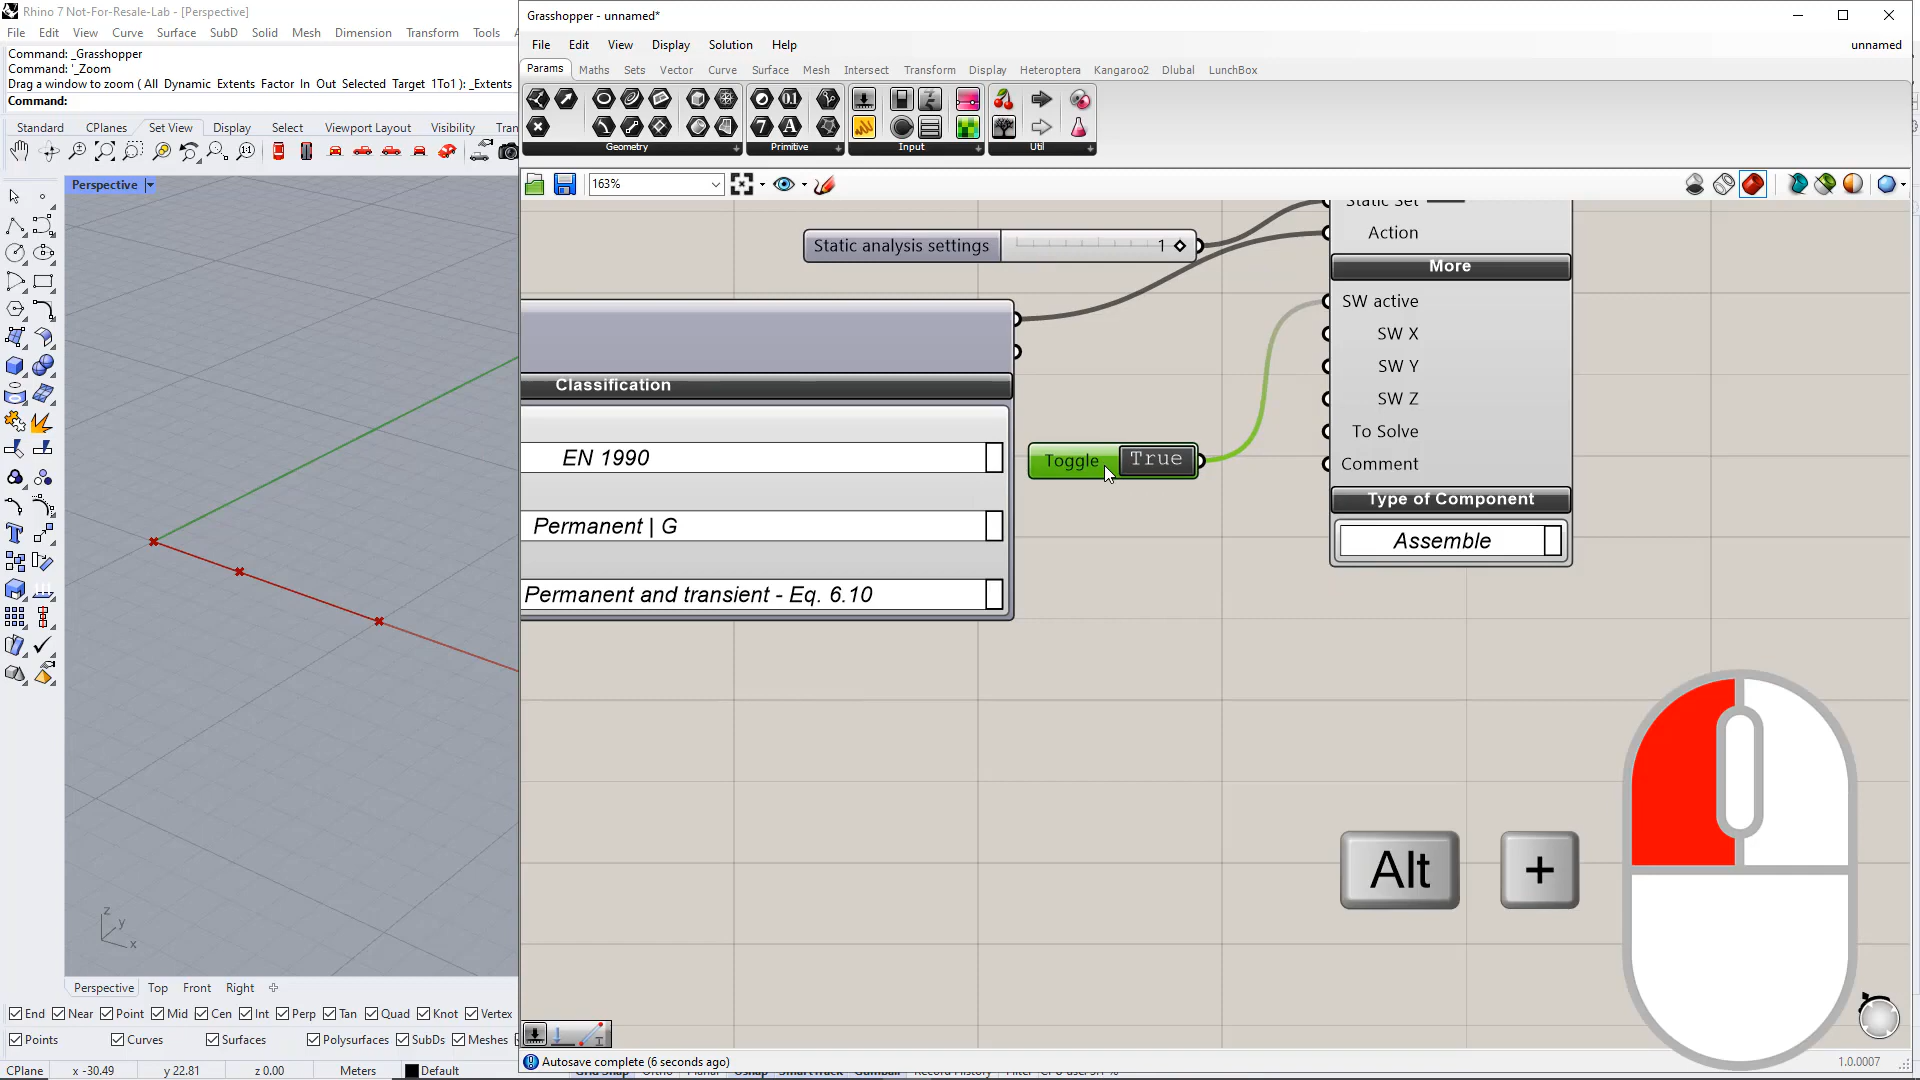 Rhino 7 Not-For-Resale-Lab - [Perspective]
File Edit View Curve Surface SubD Solid Mesh Dimension Transform Tools
Command: _Grasshopper
Command: '_Zoom
Drag a window to zoom ( All Dynamic Extents Factor In Out Selected Target 1To1 ): _Extents
Command:
Standard CPlanes Set View Display Select Viewport Layout Visibility Tran
Perspective
z
y
x
Perspective Top Front Right
End Near Point Mid Cen Int Perp Tan Quad Knot Vertex
Points Curves Surfaces Polysurfaces SubDs Meshes
CPlane x -30.49 y 22.81 z 0.00 Meters Default
Grasshopper - unnamed*
File Edit View Display Solution Help unnamed
Params Maths Sets Vector Curve Surface Mesh Intersect Transform Display Heteroptera Kangaroo2 Dlubal LunchBox
Geometry Primitive Input Util
163%
Static Set
Static analysis settings 1
Action
More
SW active
SW X
SW Y
SW Z
To Solve
Comment
Type of Component
Assemble
Classification
EN 1990
Permanent | G
Permanent and transient - Eq. 6.10
Toggle True
Alt +
Autosave complete (6 seconds ago) 1.0.0007